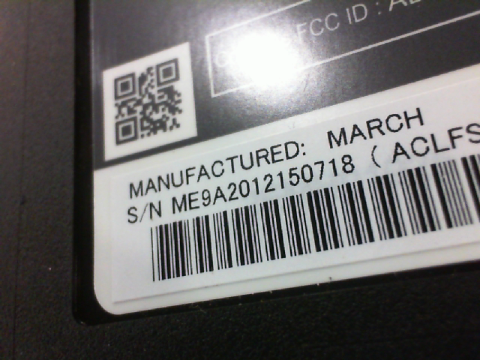 FCC ID : A
MANUFACTURED: MARCH
S/N ME9A2012150718 ( ACLFS